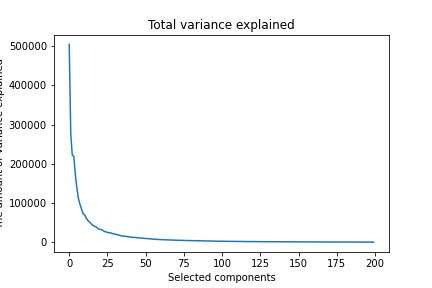 Total variance explained
500000
400000
300000
200000
100000
0
0 25 50 75 100 125 150 175 200
Selected components
amount of variance explained